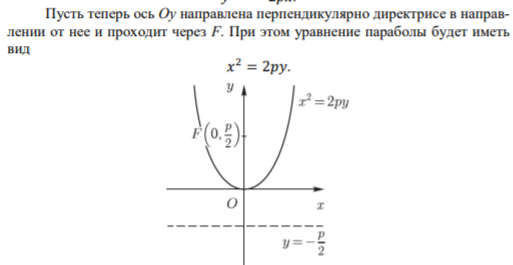 Пусть теперь ось Oy направлена перпендикулярно директрисе в направ-
лении от нее и проходит через F. При этом уравнение параболы будет иметь
вид
x² = 2py.
y
x² = 2py
F(0, p/2)
O
x
y = −p/2